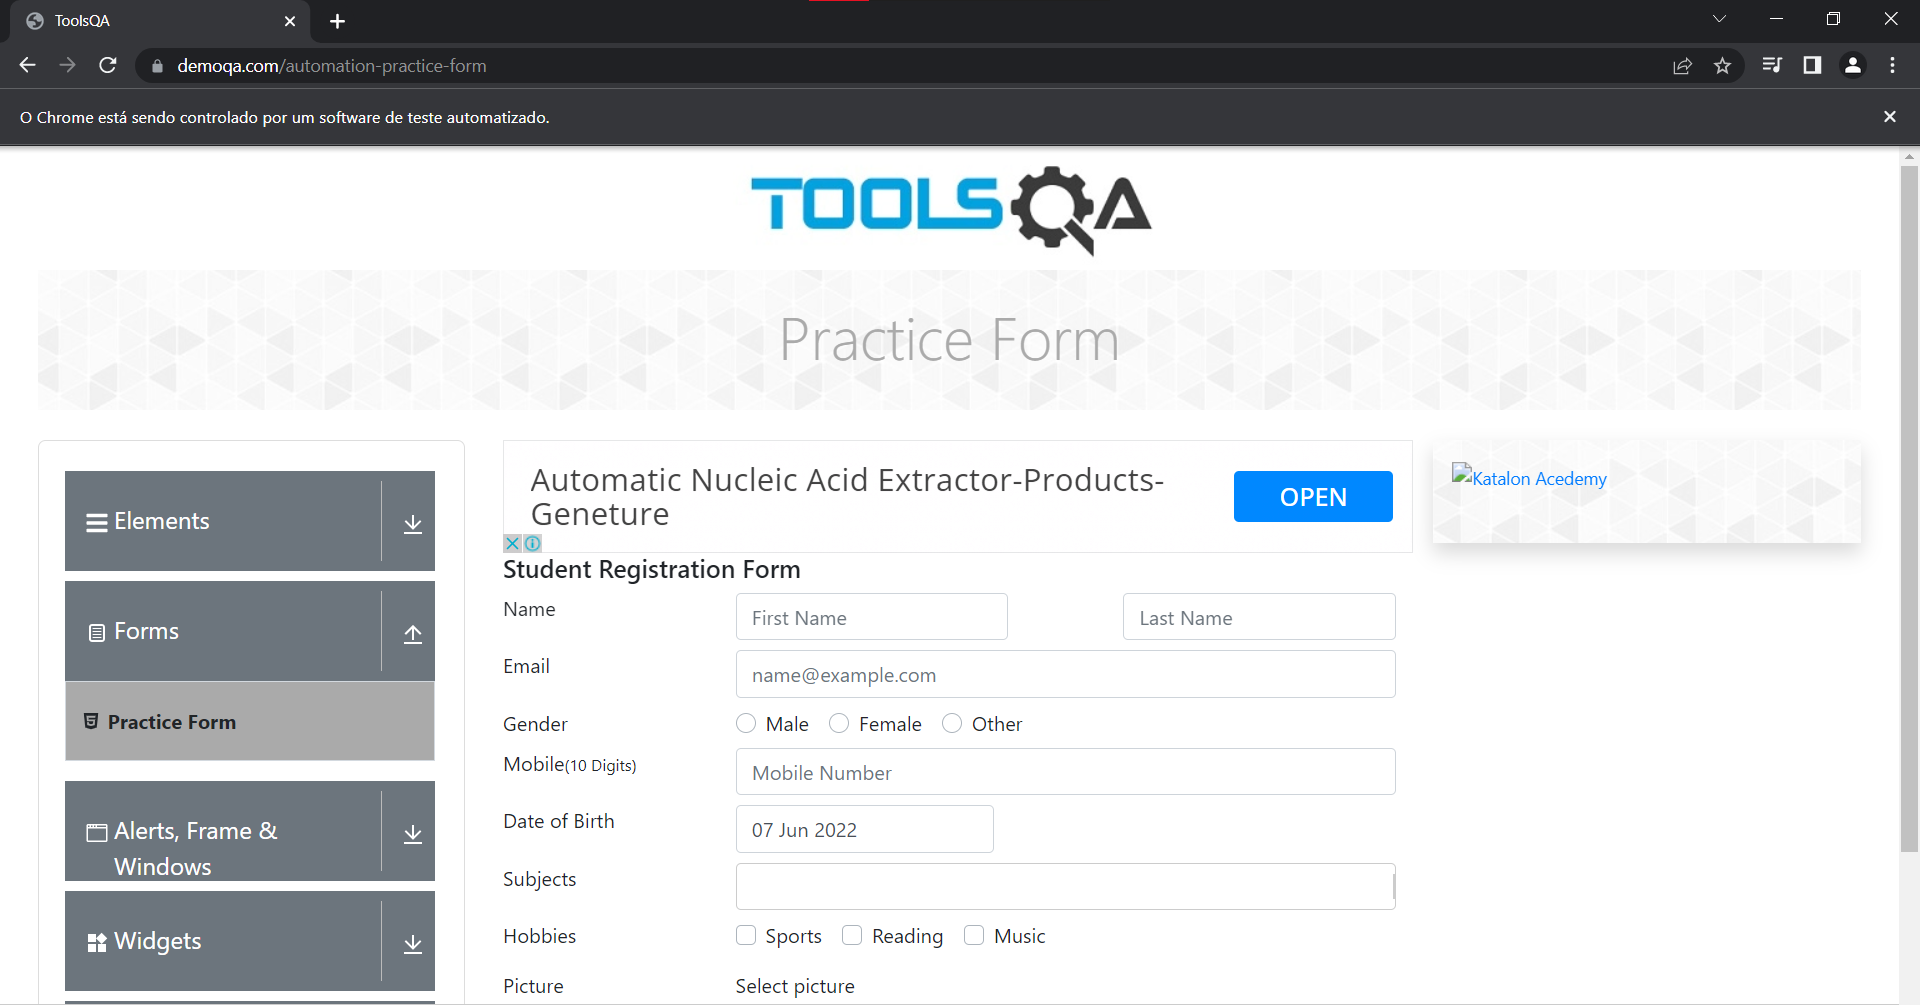 ToolsQA
demoqa.com/automation-practice-form
O Chrome está sendo controlado por um software de teste automatizado.
TOOLSQA
Practice Form
Elements
Forms
Practice Form
Alerts, Frame &
Windows
Widgets
Automatic Nucleic Acid Extractor-Products-
Geneture
OPEN
Katalon Acedemy
Student Registration Form
Name First Name Last Name
Email name@example.com
Gender Male Female Other
Mobile(10 Digits) Mobile Number
Date of Birth 07 Jun 2022
Subjects
Hobbies Sports Reading Music
Picture Select picture